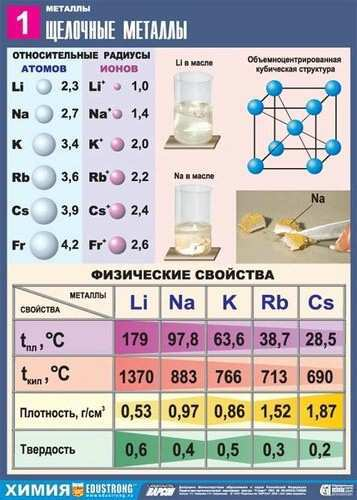 1
МЕТАЛЛЫ
ЩЕЛОЧНЫЕ МЕТАЛЛЫ
ОТНОСИТЕЛЬНЫЕ РАДИУСЫ
АТОМОВ ИОНОВ
Li 2,3 Li⁺ 1,0
Na 2,7 Na⁺ 1,4
K 3,4 K⁺ 2,0
Rb 3,6 Rb⁺ 2,2
Cs 3,9 Cs⁺ 2,4
Fr 4,2 Fr⁺ 2,6
Li в масле
Na в масле
Объемноцентрированная
кубическая структура
Na
ФИЗИЧЕСКИЕ СВОЙСТВА
МЕТАЛЛЫ
СВОЙСТВА
Li Na K Rb Cs
tпл,°C 179 97,8 63,6 38,7 28,5
tкип,°C 1370 883 766 713 690
Плотность, г/см³ 0,53 0,97 0,86 1,52 1,87
Твердость 0,6 0,4 0,5 0,3 0,2
ХИМИЯ EDUSTRONG
www.edustrong.ru